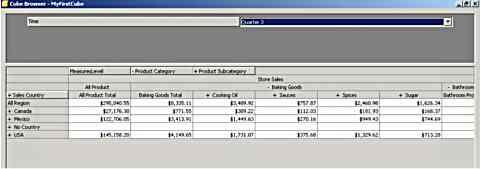 Cube Browser - MyFirstCube
Time Quarter 3
MeasuresLevel - Product Category + Product Subcategory
Store Sales
All Product - Baking Goods - Bathroom
+ Sales Country All Product Total Baking Goods Total + Cooking Oil + Sauces + Spices + Sugar Bathroom Pro
All Region $295,040.55 $8,335.11 $3,489.92 $757.87 $2,460.98 $1,626.34
+ Canada $27,176.30 $771.55 $309.22 $112.03 $181.93 $168.37
+ Mexico $122,706.05 $3,413.91 $1,449.63 $270.16 $949.43 $744.69
+ No Country
+ USA $145,158.20 $4,149.65 $1,731.07 $375.68 $1,329.62 $713.28